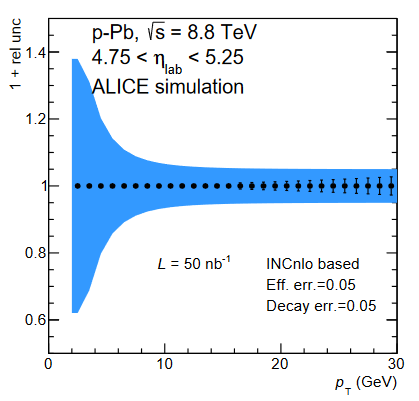 1 + rel unc
p-Pb, √s = 8.8 TeV
4.75 < η_lab < 5.25
ALICE simulation
1.4
1.2
1
0.8
0.6
L = 50 nb⁻¹
INCnlo based
Eff. err.=0.05
Decay err.=0.05
0 10 20 30
p_T (GeV)